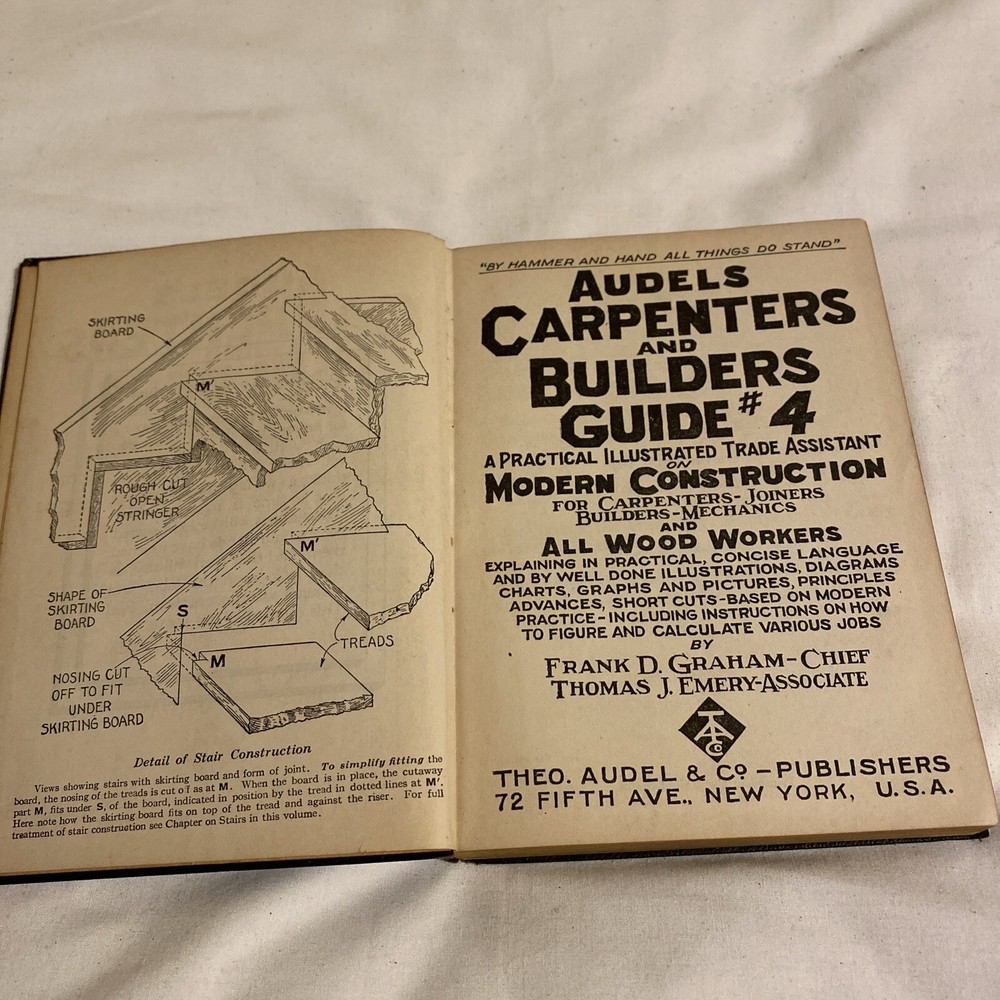 SKIRTING
BOARD
M'
ROUGH CUT
OPEN
STRINGER
M'
SHAPE OF
SKIRTING
BOARD
S
TREADS
M
NOSING CUT
OFF TO FIT
UNDER
SKIRTING BOARD
Detail of Stair Construction
Views showing stairs with skirting board and form of joint. To simplify fitting the
board, the nosing of the treads is cut off as at M. When the board is in place, the cutaway
part M, fits under S, of the board, indicated in position by the tread in dotted lines at M'.
Here note how the skirting board fits on top of the tread and against the riser. For full
treatment of stair construction see Chapter on Stairs in this volume.
"BY HAMMER AND HAND ALL THINGS DO STAND"
AUDELS
CARPENTERS
AND
BUILDERS
GUIDE #4
A PRACTICAL ILLUSTRATED TRADE ASSISTANT
ON
MODERN CONSTRUCTION
FOR CARPENTERS-JOINERS
BUILDERS-MECHANICS
AND
ALL WOOD WORKERS
EXPLAINING IN PRACTICAL, CONCISE LANGUAGE
AND BY WELL DONE ILLUSTRATIONS, DIAGRAMS
CHARTS, GRAPHS AND PICTURES, PRINCIPLES
ADVANCES, SHORT CUTS-BASED ON MODERN
PRACTICE-INCLUDING INSTRUCTIONS ON HOW
TO FIGURE AND CALCULATE VARIOUS JOBS
BY
FRANK D. GRAHAM-CHIEF
THOMAS J. EMERY-ASSOCIATE
TAA
Co
THEO. AUDEL & Co.-PUBLISHERS
72 FIFTH AVE., NEW YORK, U.S.A.